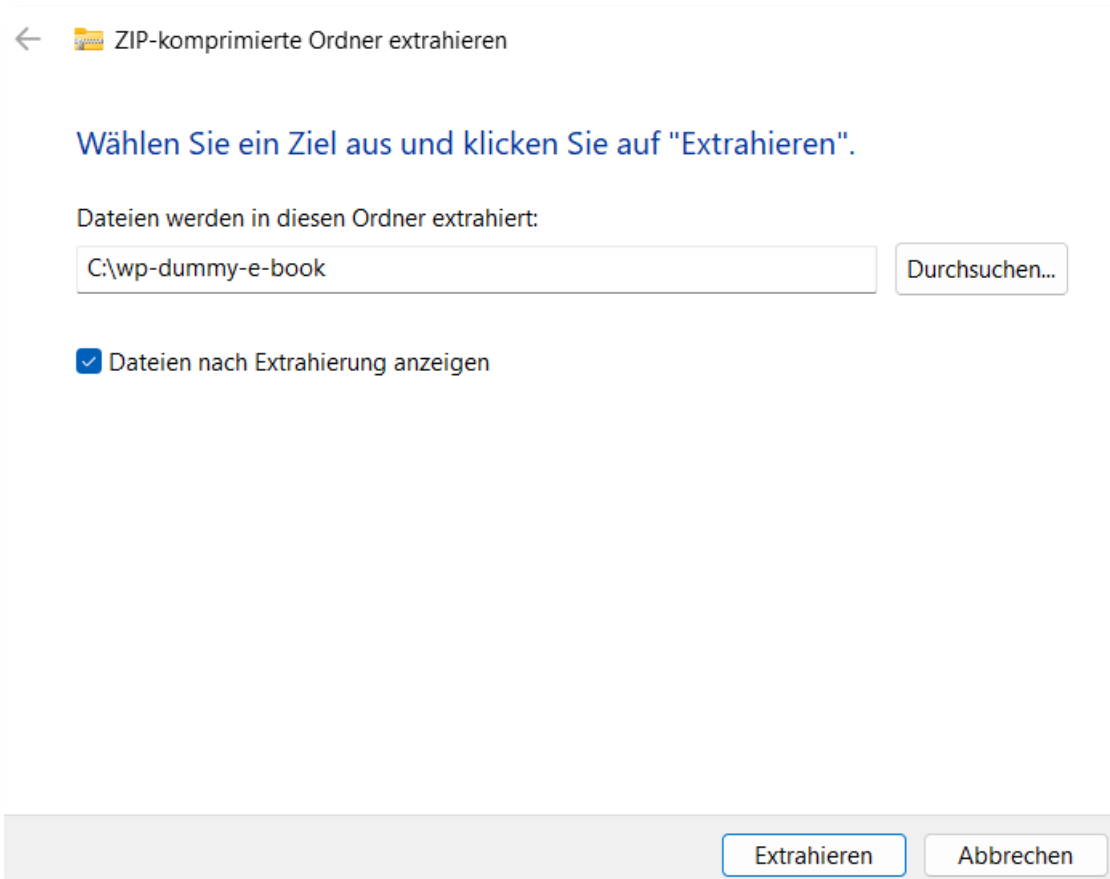 ZIP-komprimierte Ordner extrahieren
Wählen Sie ein Ziel aus und klicken Sie auf "Extrahieren".
Dateien werden in diesen Ordner extrahiert:
C:\wp-dummy-e-book
Durchsuchen...
Dateien nach Extrahierung anzeigen
Extrahieren
Abbrechen